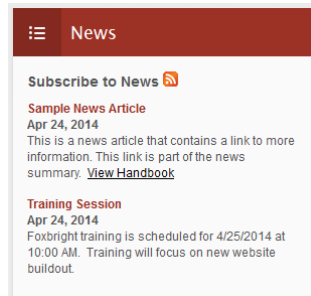 News
Subscribe to News
Sample News Article
Apr 24, 2014
This is a news article that contains a link to more
information. This link is part of the news
summary. View Handbook
Training Session
Apr 24, 2014
Foxbright training is scheduled for 4/25/2014 at
10:00 AM. Training will focus on new website
buildout.